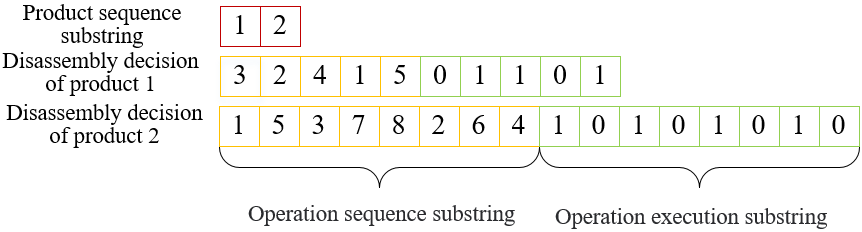 Product sequence
substring
1 2
Disassembly decision
of product 1
3 2 4 1 5 0 1 1 0 1
Disassembly decision
of product 2
1 5 3 7 8 2 6 4 1 0 1 0 1 0 1 0
Operation sequence substring
Operation execution substring